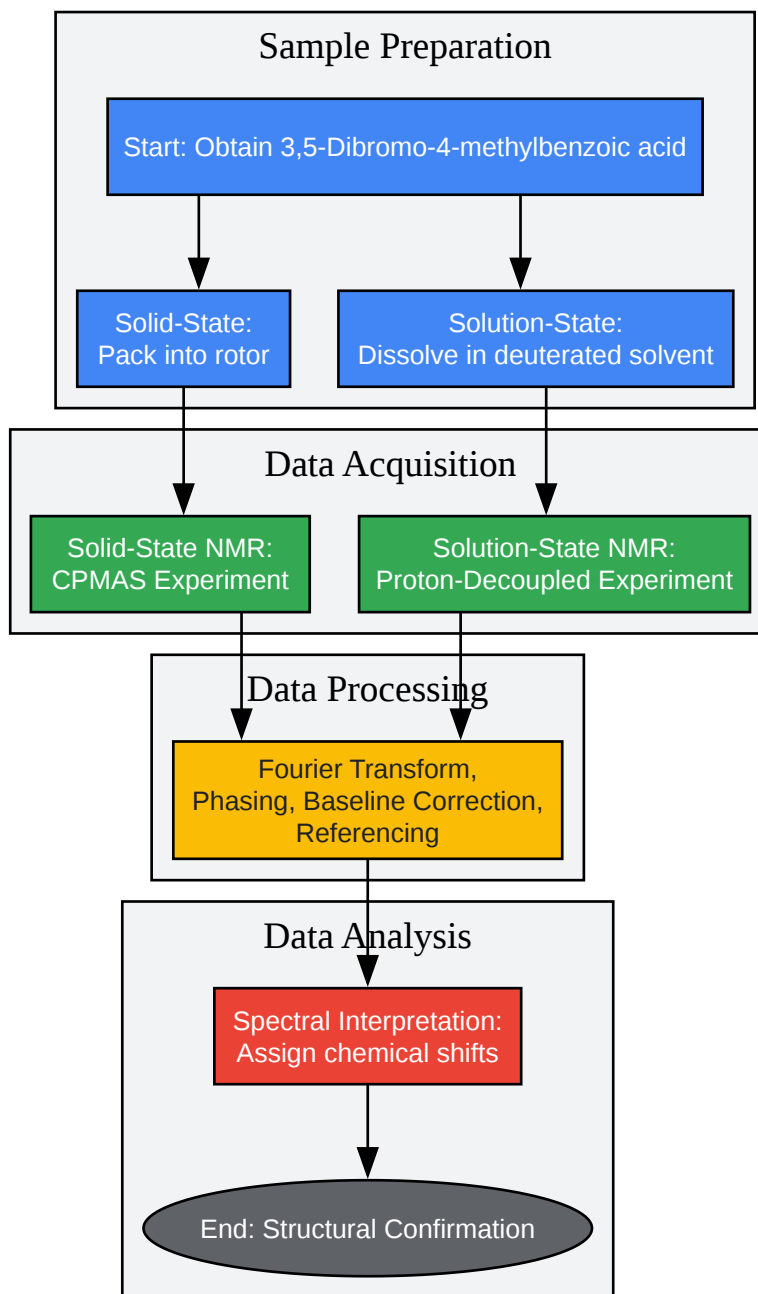 Sample Preparation
Start: Obtain 3,5-Dibromo-4-methylbenzoic acid
Solid-State:
Pack into rotor
Solution-State:
Dissolve in deuterated solvent
Data Acquisition
Solid-State NMR:
CPMAS Experiment
Solution-State NMR:
Proton-Decoupled Experiment
Data Processing
Fourier Transform,
Phasing, Baseline Correction,
Referencing
Data Analysis
Spectral Interpretation:
Assign chemical shifts
End: Structural Confirmation